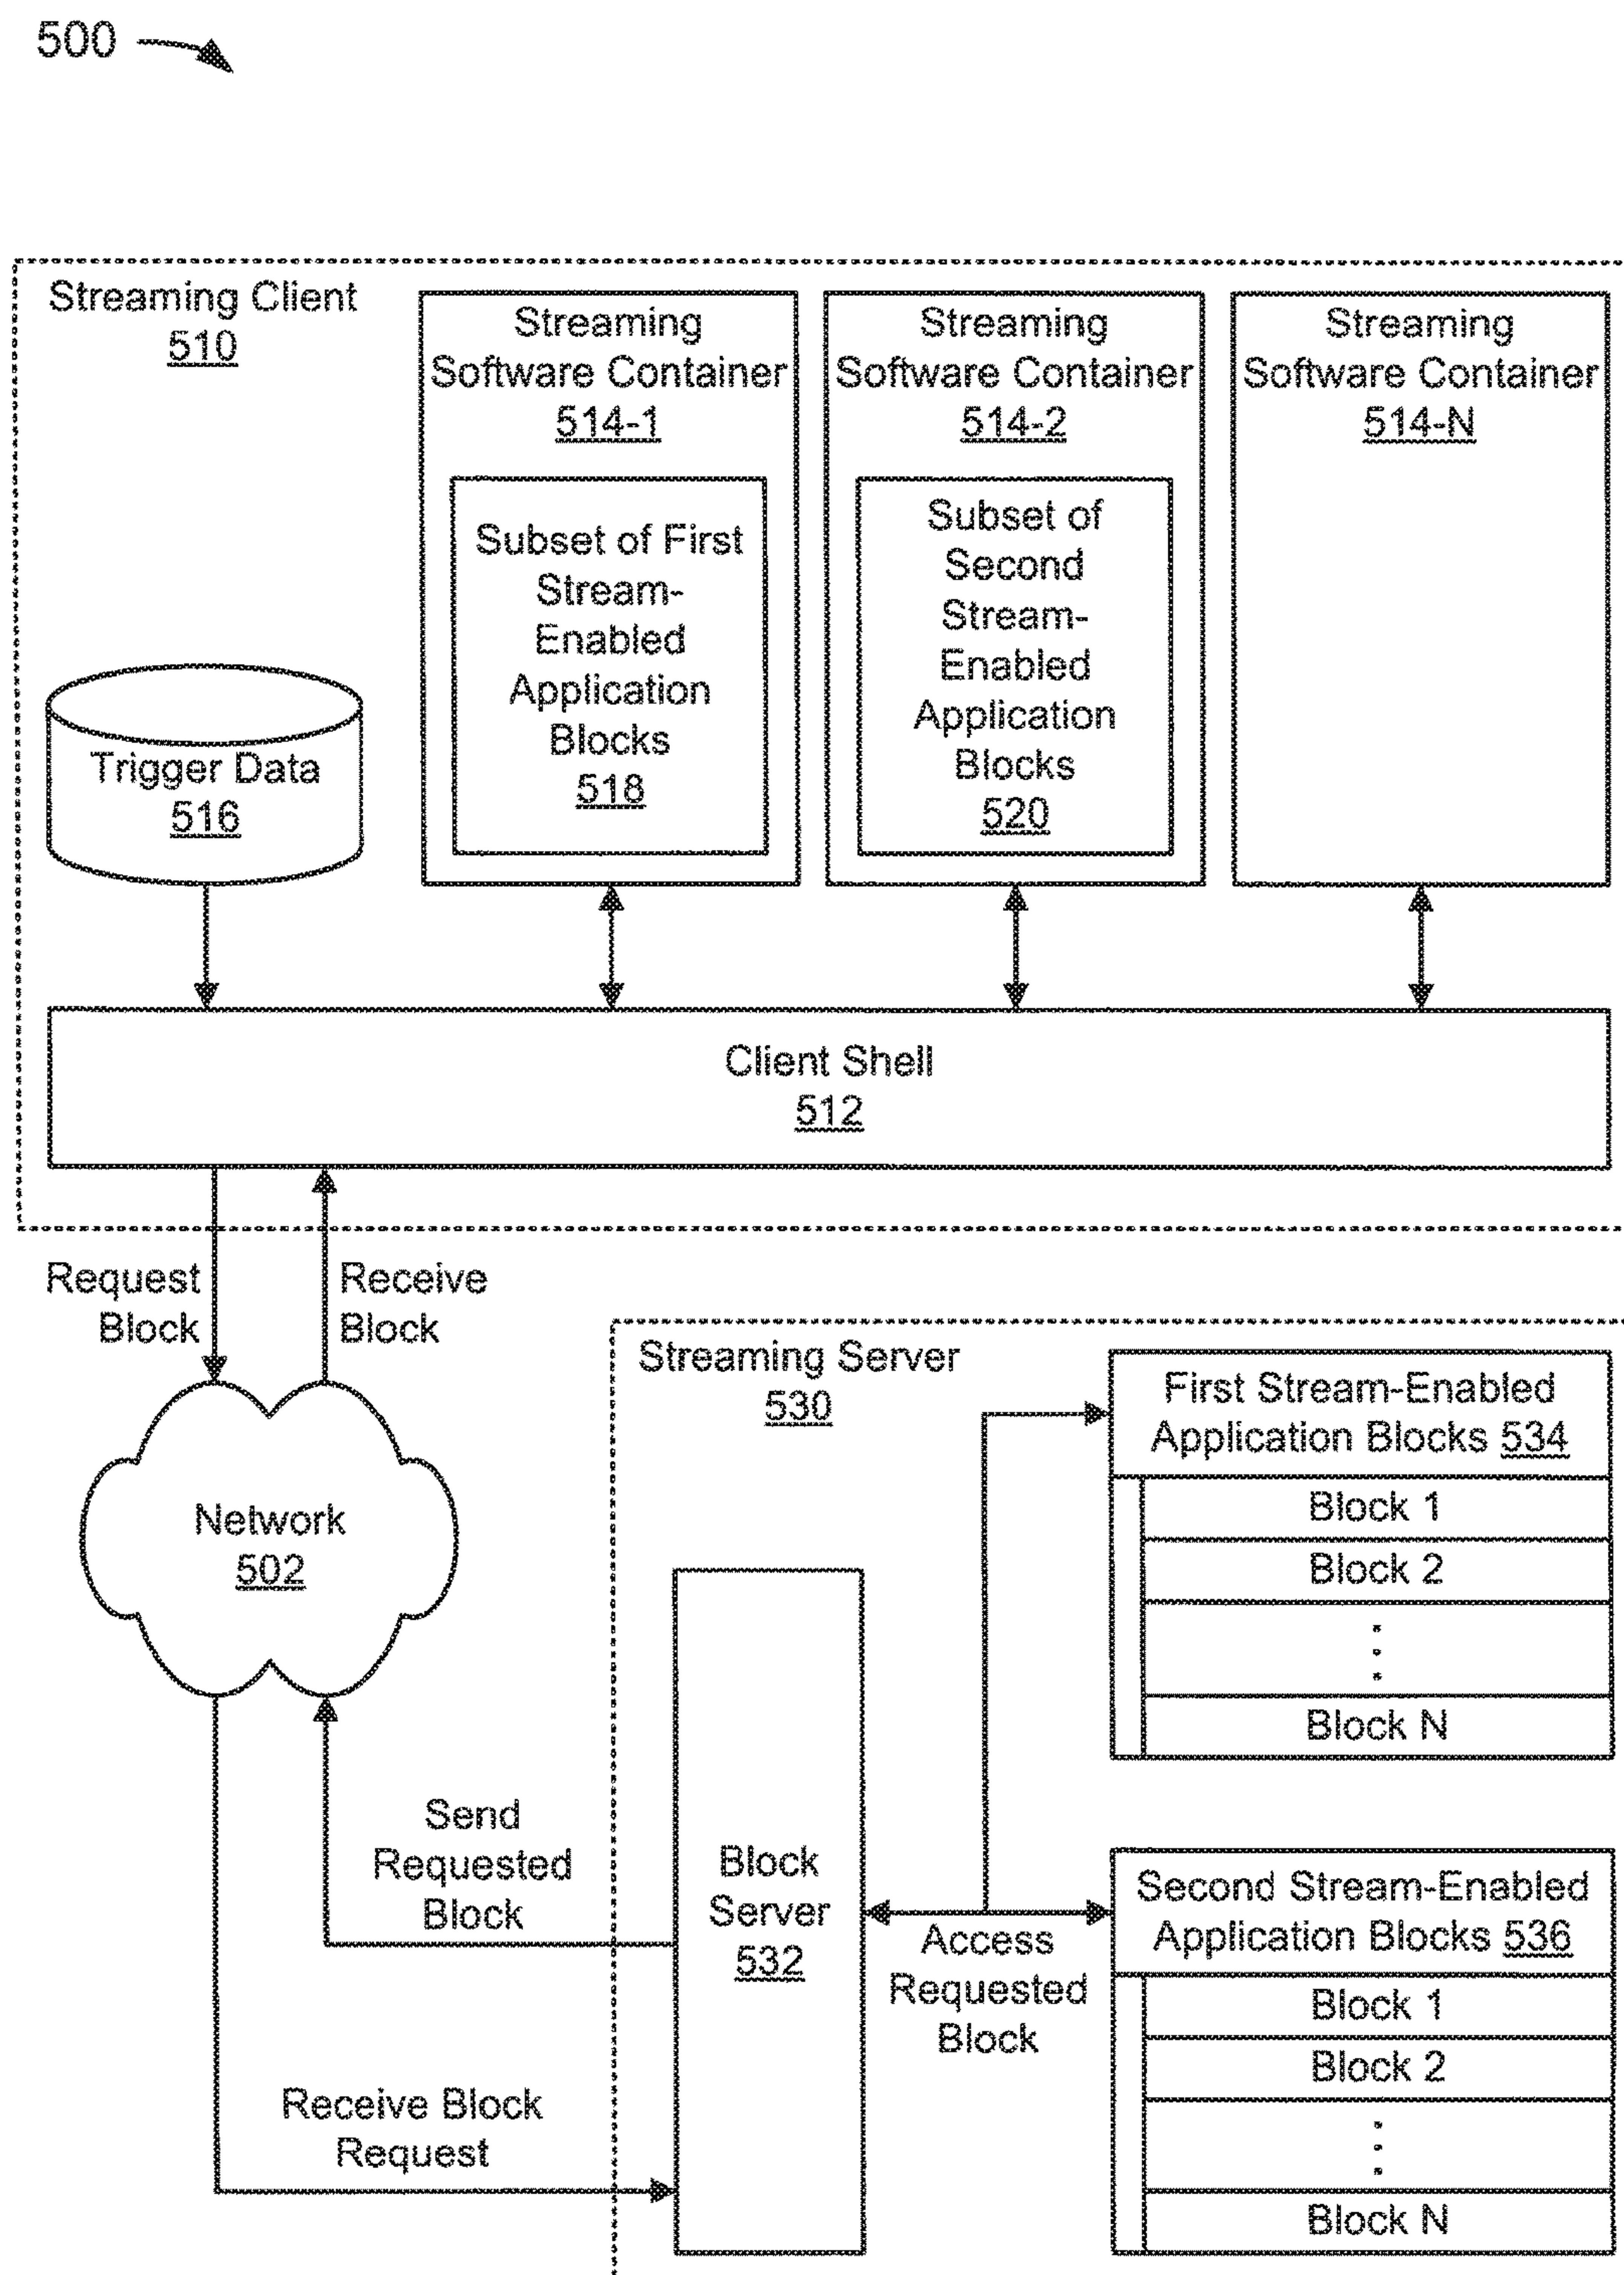 500
Streaming Client
510
Streaming
Software Container
514-1
Subset of First
Stream-
Enabled
Application
Blocks
518
Streaming
Software Container
514-2
Subset of
Second
Stream-
Enabled
Application
Blocks
520
Streaming
Software Container
514-N
Trigger Data
516
Client Shell
512
Request
Block
Receive
Block
Network
502
Streaming Server
530
First Stream-Enabled
Application Blocks 534
Block 1
Block 2
Block N
Send
Requested
Block
Block
Server
532
Access
Requested
Block
Second Stream-Enabled
Application Blocks 536
Block 1
Block 2
Block N
Receive Block
Request